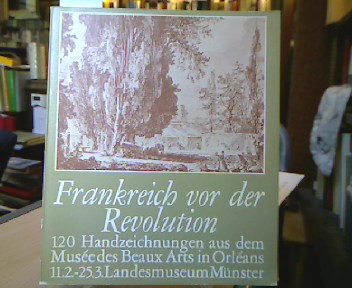 Frankreich vor der
Revolution
120 Handzeichnungen aus dem
Musée des Beaux Arts in Orléans
11.2.-25.3. Landesmuseum Münster